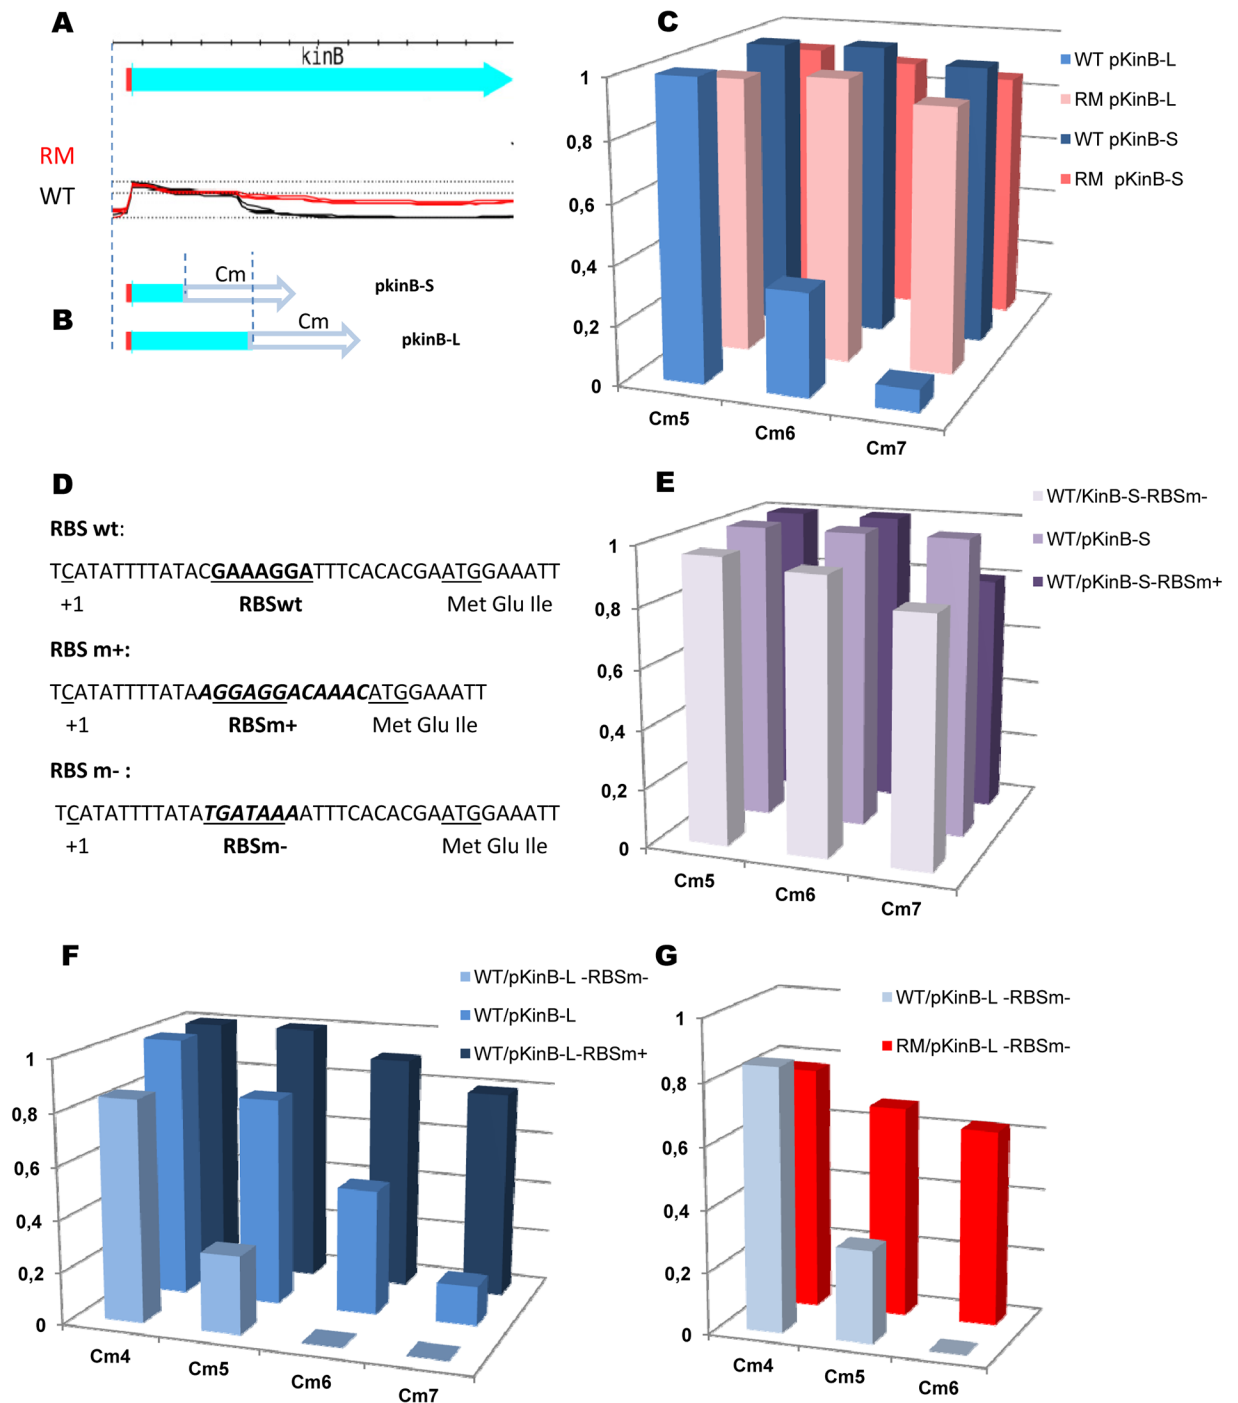 A
kinB
RM
WT
Cm
pkinB-S
B
Cm
pkinB-L
C
WT pKinB-L
RM pKinB-L
WT pKinB-S
RM pKinB-S
1
0,8
0,6
0,4
0,2
0
Cm5
Cm6
Cm7
D
RBS wt:
TCATATTTTATACGAAAGGATTTCACACGAATGGAAATT
+1 RBSwt Met Glu Ile
RBS m+:
TCATATTTTATAAGGAGGACAAACATGGAAATT
+1 RBSm+ Met Glu Ile
RBS m- :
TCATATTTTATATGATAAAATTTCACACGAATGGAAATT
+1 RBSm- Met Glu Ile
E
WT/KinB-S-RBSm-
WT/pKinB-S
WT/pKinB-S-RBSm+
1
0,8
0,6
0,4
0,2
0
Cm5
Cm6
Cm7
F
WT/pKinB-L -RBSm-
WT/pKinB-L
WT/pKinB-L-RBSm+
1
0,8
0,6
0,4
0,2
0
Cm4
Cm5
Cm6
Cm7
G
WT/pKinB-L -RBSm-
RM/pKinB-L -RBSm-
1
0,8
0,6
0,4
0,2
0
Cm4
Cm5
Cm6